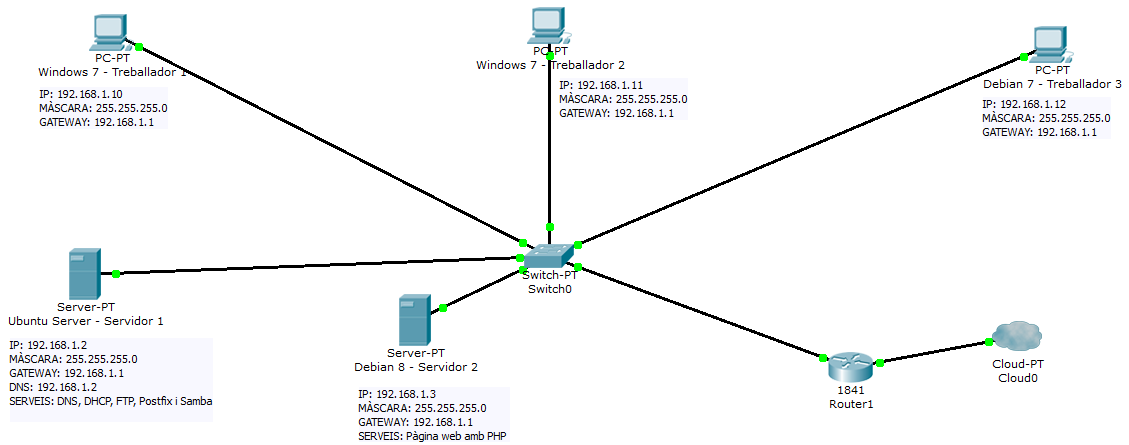 PC-PT
Windows 7 - Treballador 1
IP: 192.168.1.10
MÀSCARA: 255.255.255.0
GATEWAY: 192.168.1.1
PC-PT
Windows 7 - Treballador 2
IP: 192.168.1.11
MÀSCARA: 255.255.255.0
GATEWAY: 192.168.1.1
PC-PT
Debian 7 - Treballador 3
IP: 192.168.1.12
MÀSCARA: 255.255.255.0
GATEWAY: 192.168.1.1
Switch-PT
Switch0
Server-PT
Ubuntu Server - Servidor 1
IP: 192.168.1.2
MÀSCARA: 255.255.255.0
GATEWAY: 192.168.1.1
DNS: 192.168.1.2
SERVEIS: DNS, DHCP, FTP, Postfix i Samba
Server-PT
Debian 8 - Servidor 2
IP: 192.168.1.3
MÀSCARA: 255.255.255.0
GATEWAY: 192.168.1.1
SERVEIS: Pàgina web amb PHP
1841
Router1
Cloud-PT
Cloud0